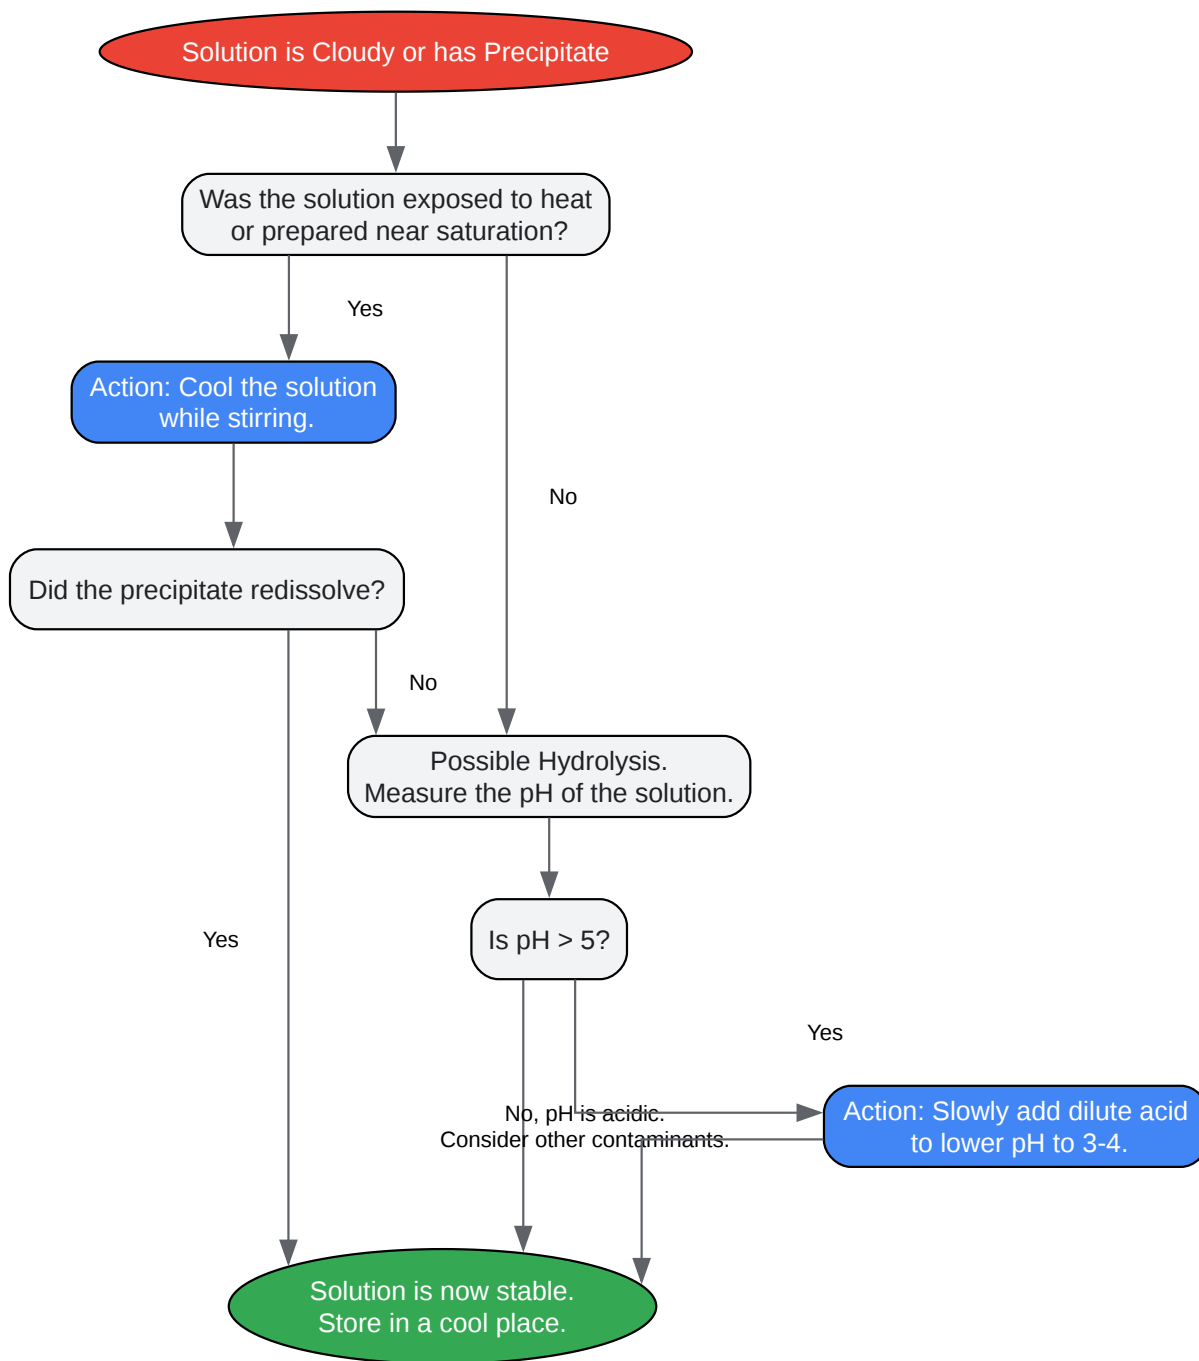 Solution is Cloudy or has Precipitate
Was the solution exposed to heat
or prepared near saturation?
Yes
Action: Cool the solution
while stirring.
No
Did the precipitate redissolve?
No
Possible Hydrolysis.
Measure the pH of the solution.
Yes
Is pH > 5?
Yes
No, pH is acidic.
Consider other contaminants.
Action: Slowly add dilute acid
to lower pH to 3-4.
Solution is now stable.
Store in a cool place.